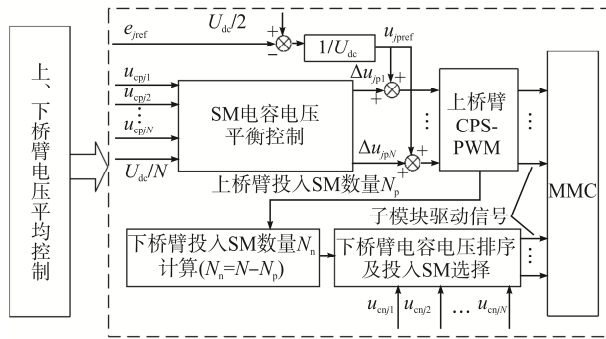 上、下桥臂电压平均控制
e_jref
U_dc/2
+
−
1/U_dc
u_jpref
u_cpj1
u_cpj2
⋮
u_cpjN
U_dc/N
SM电容电压
平衡控制
Δu_jp1
+
+
⋮
Δu_jpN
+
+
上桥臂
CPS-
PWM
⋮
MMC
上桥臂投入SM数量N_p
子模块驱动信号
下桥臂投入SM数量N_n
计算(N_n=N−N_p)
下桥臂电容电压排序
及投入SM选择
⋮
u_cnj1 u_cnj2 … u_cnjN